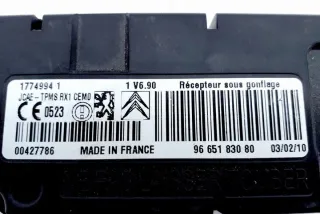 1774994 1
1 V6.90
Récepteur sous gonflage
JCAE - TPMS RX1 CEM0
CE 0523
00427786
MADE IN FRANCE
96 651 830 80
03/02/10